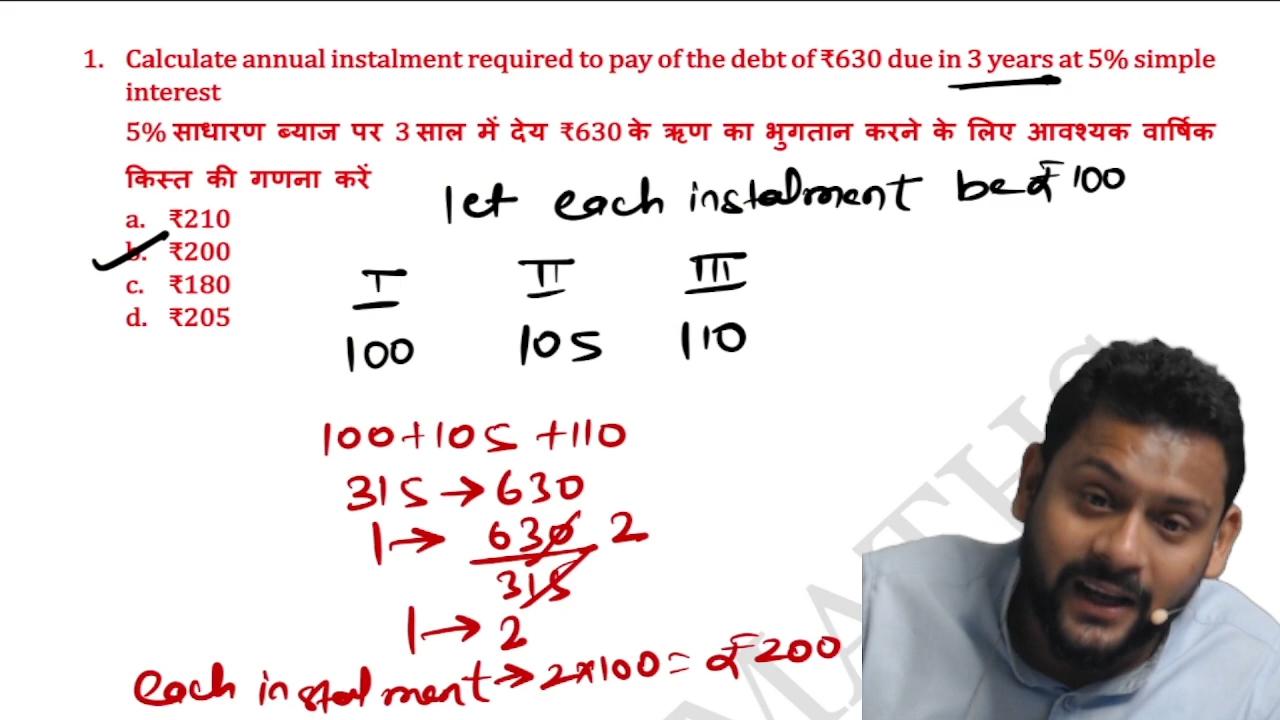 1. Calculate annual instalment required to pay of the debt of ₹630 due in 3 years at 5% simple
interest
5% साधारण ब्याज पर 3 साल में देय ₹630 के ऋण का भुगतान करने के लिए आवश्यक वार्षिक
किस्त की गणना करें
let each instalment be ₹100
a. ₹210
b. ₹200
c. ₹180
d. ₹205
I II III
100 105 110
100+105+110
315→630
1→ 630/315 2
1→2
each instalment→2×100=₹200
MATHS